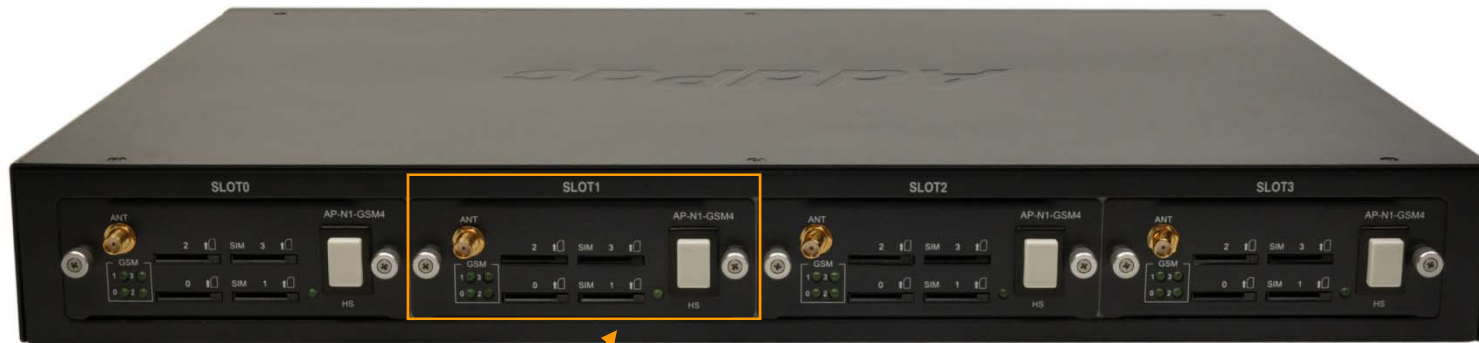 AddPac
SLOT0 SLOT1 SLOT2 SLOT3
ANT AP-N1-GSM4 ANT AP-N1-GSM4 ANT AP-N1-GSM4 ANT AP-N1-GSM4
2 SIM 3 2 SIM 3 2 SIM 3 2 SIM 3
GSM GSM GSM GSM
1 3 1 3 1 3 1 3
0 2 0 SIM 1 0 2 0 SIM 1 0 2 0 SIM 1 0 2 0 SIM 1
HS HS HS HS